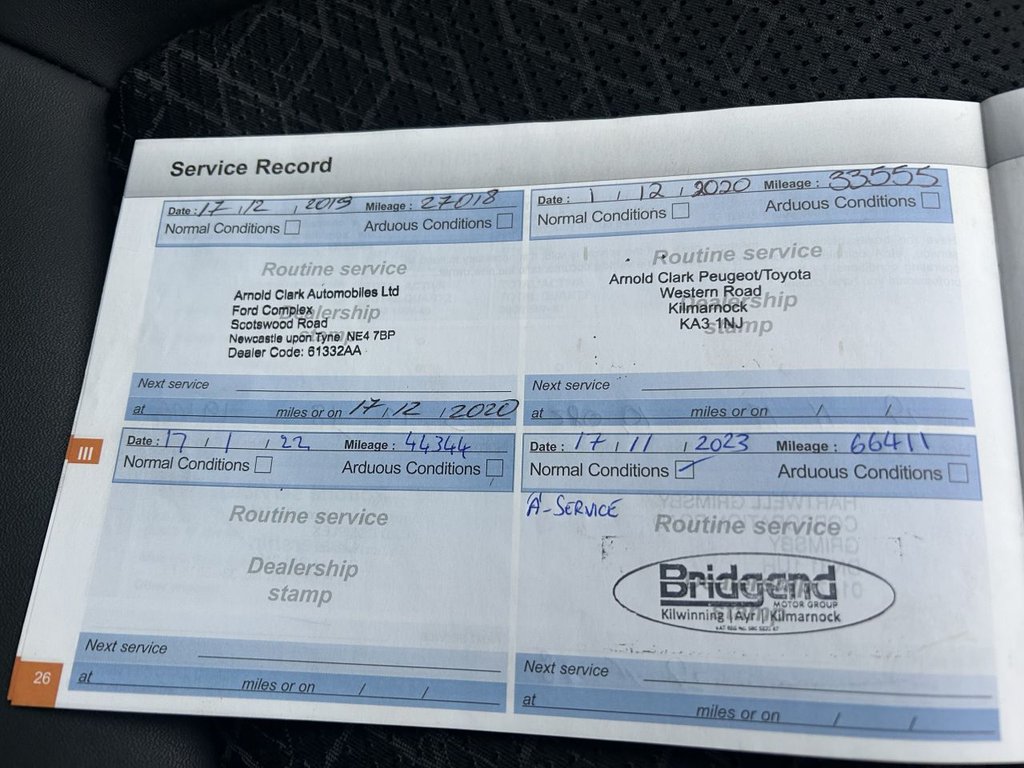 Service Record
Date : 17 12 , 2019 Mileage : 27018
Normal Conditions Arduous Conditions
Routine service
Arnold Clark Automobiles Ltd
Ford Complex
Dealership
Scotswood Road
stamp
Newcastle upon Tyne, NE4 7BP
Dealer Code: 61332AA
Next service
at miles or on 17, 12 , 2020
Date : 1 , 12 , 2020 Mileage : 33555
Normal Conditions Arduous Conditions
Routine service
Arnold Clark Peugeot/Toyota
Western Road
Dealership
Kilmarnock
stamp
KA3 1NJ
Next service
at miles or on / /
III
Date : 17 , 1 , 22 Mileage : 44344
Normal Conditions Arduous Conditions
Routine service
Dealership
stamp
Next service
at miles or on / /
Date : 17 , 11 , 2023 Mileage : 66411
Normal Conditions Arduous Conditions
'A'-SERVICE
Routine service
Bridgend
MOTOR GROUP
Kilwinning | Ayr | Kilmarnock
Next service
at miles or on / /
26